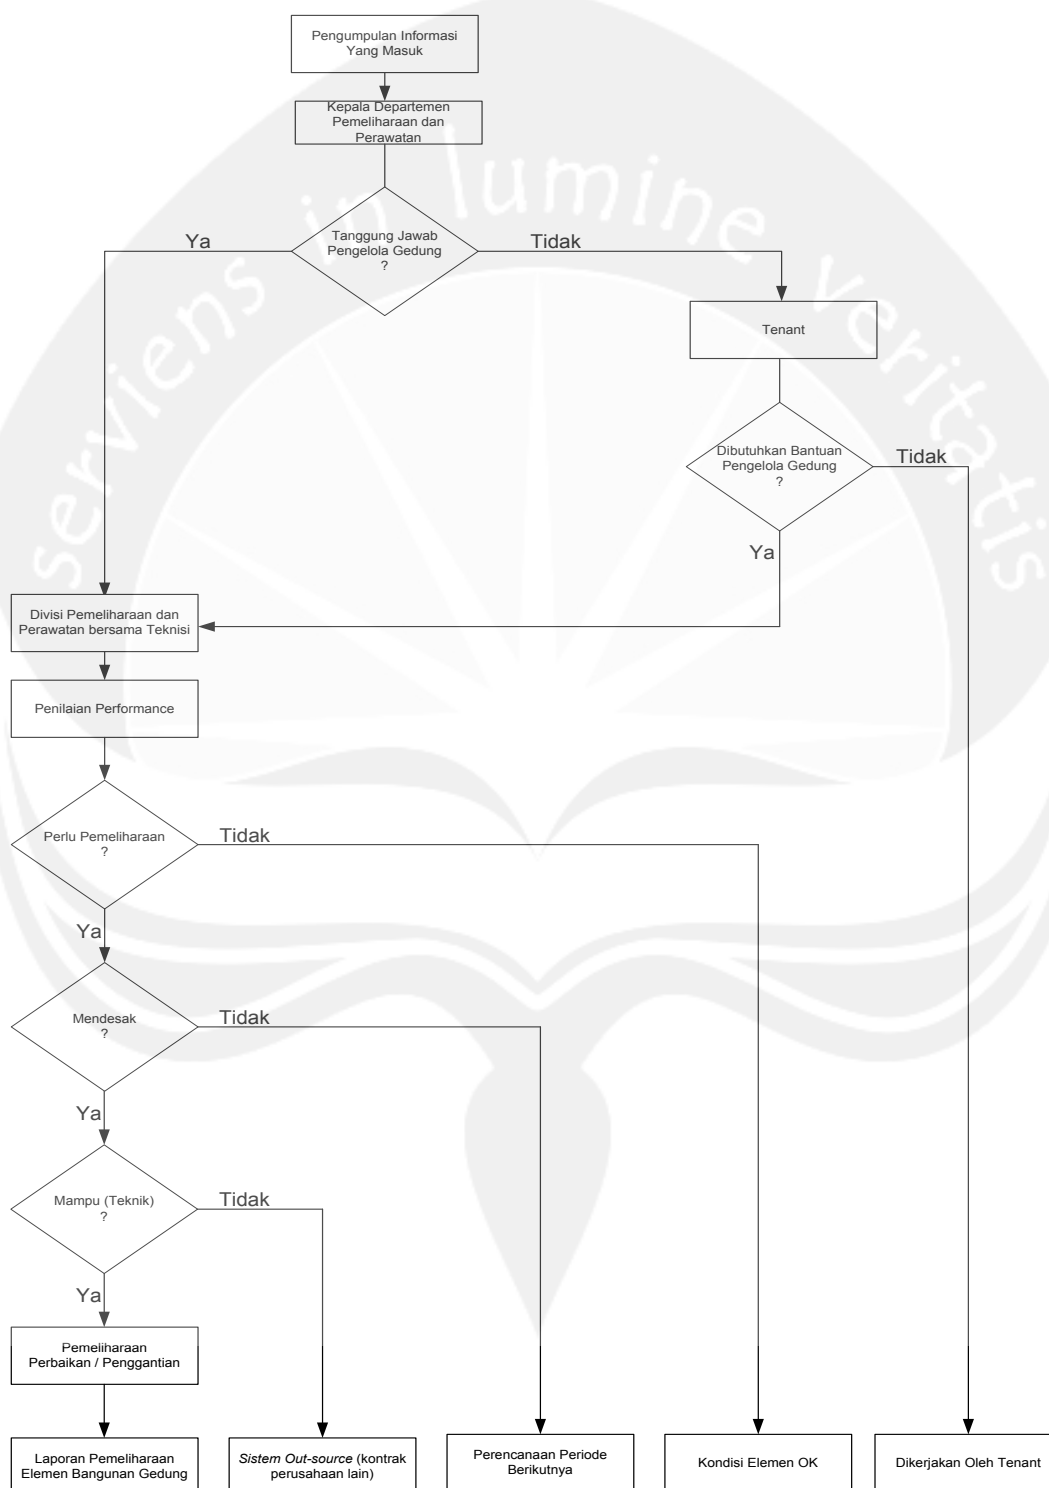 Pengumpulan Informasi
Yang Masuk
Kepala Departemen
Pemeliharaan dan
Perawatan
serviens in lumine veritatis
Tanggung Jawab
Pengelola Gedung
?
Ya
Tidak
Tenant
Dibutuhkan Bantuan
Pengelola Gedung
?
Tidak
Ya
Divisi Pemeliharaan dan
Perawatan bersama Teknisi
Penilaian Performance
Perlu Pemeliharaan
?
Tidak
Ya
Mendesak
?
Tidak
Ya
Mampu (Teknik)
?
Tidak
Ya
Pemeliharaan
Perbaikan / Penggantian
Laporan Pemeliharaan
Elemen Bangunan Gedung
Sistem Out-source (kontrak
perusahaan lain)
Perencanaan Periode
Berikutnya
Kondisi Elemen OK
Dikerjakan Oleh Tenant